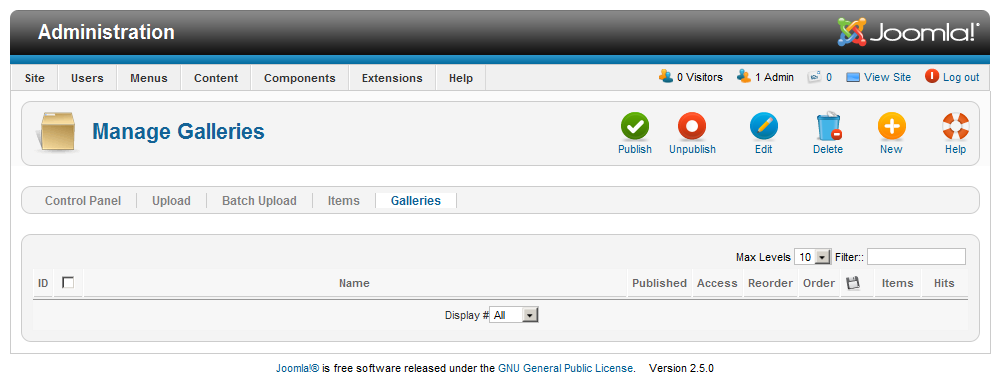 Administration
Joomla!®
Site Users Menus Content Components Extensions Help 0 Visitors 1 Admin 0 View Site Log out
Manage Galleries
Publish Unpublish Edit Delete New Help
Control Panel Upload Batch Upload Items Galleries
Max Levels 10 Filter::
ID Name Published Access Reorder Order Items Hits
Display # All
Joomla!® is free software released under the GNU General Public License. Version 2.5.0